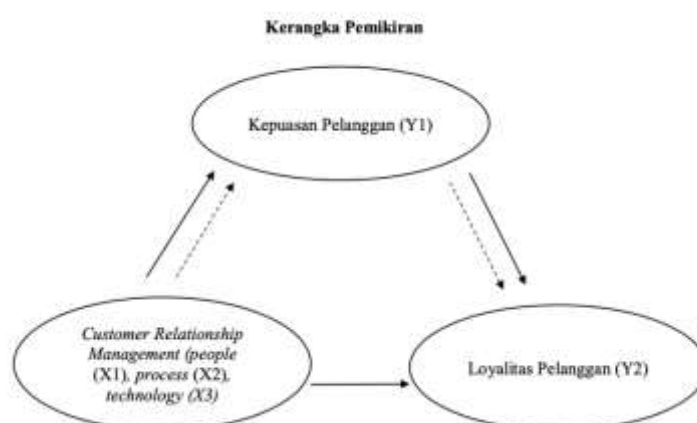 Kerangka Pemikiran
Kepuasan Pelanggan (Y1)
Customer Relationship
Management (people
(X1), process (X2),
technology (X3)
Loyalitas Pelanggan (Y2)